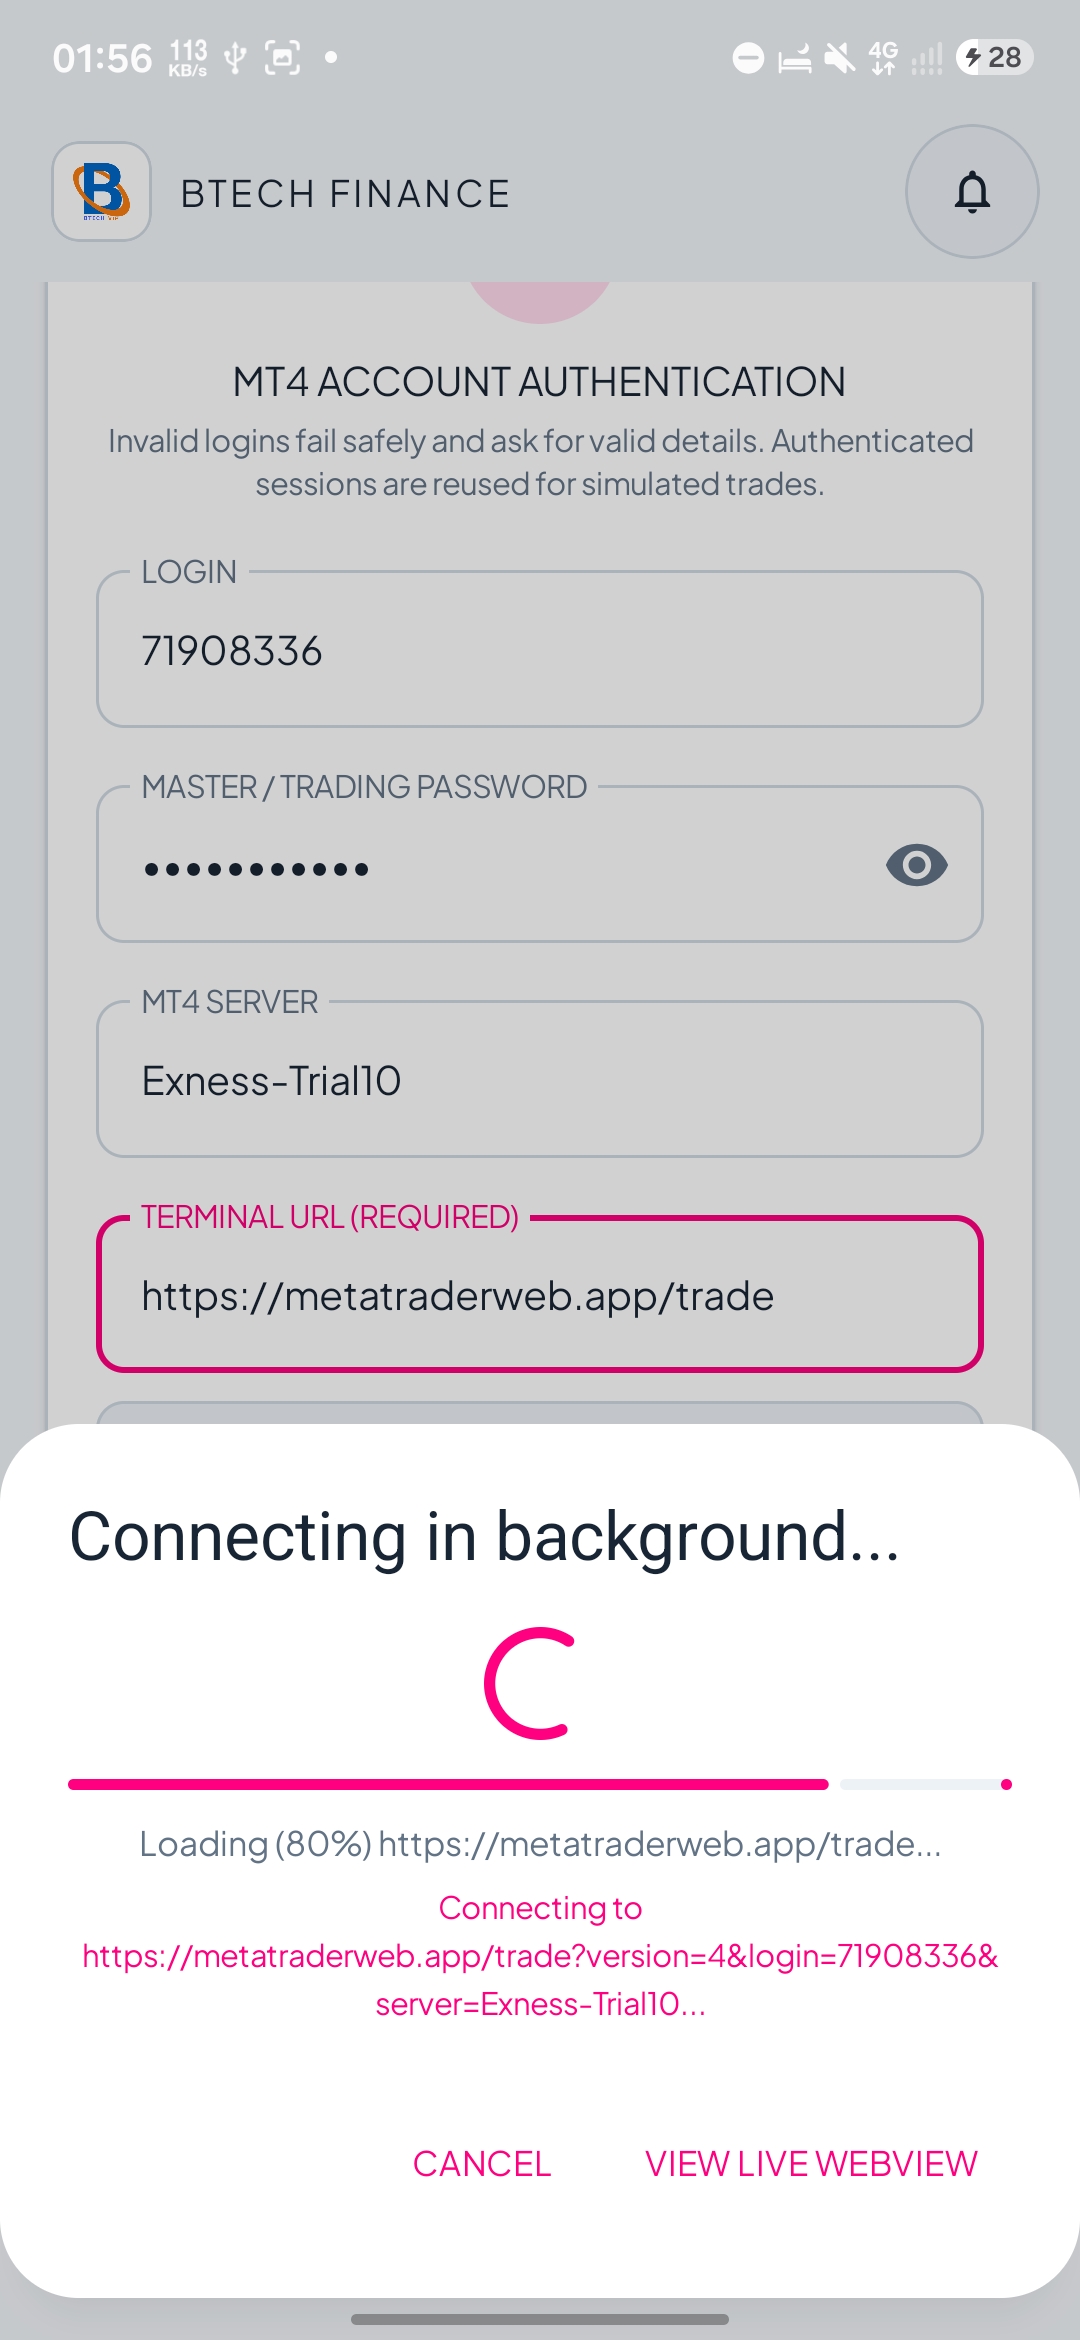 01:56 113 KB/s 4G 28
B BTECH FINANCE
MT4 ACCOUNT AUTHENTICATION
Invalid logins fail safely and ask for valid details. Authenticated
sessions are reused for simulated trades.
LOGIN
71908336
MASTER / TRADING PASSWORD
•••••••••••
MT4 SERVER
Exness-Trial10
TERMINAL URL (REQUIRED)
https://metatraderweb.app/trade
Connecting in background...
Loading (80%) https://metatraderweb.app/trade...
Connecting to
https://metatraderweb.app/trade?version=4&login=71908336&
server=Exness-Trial10...
CANCEL VIEW LIVE WEBVIEW